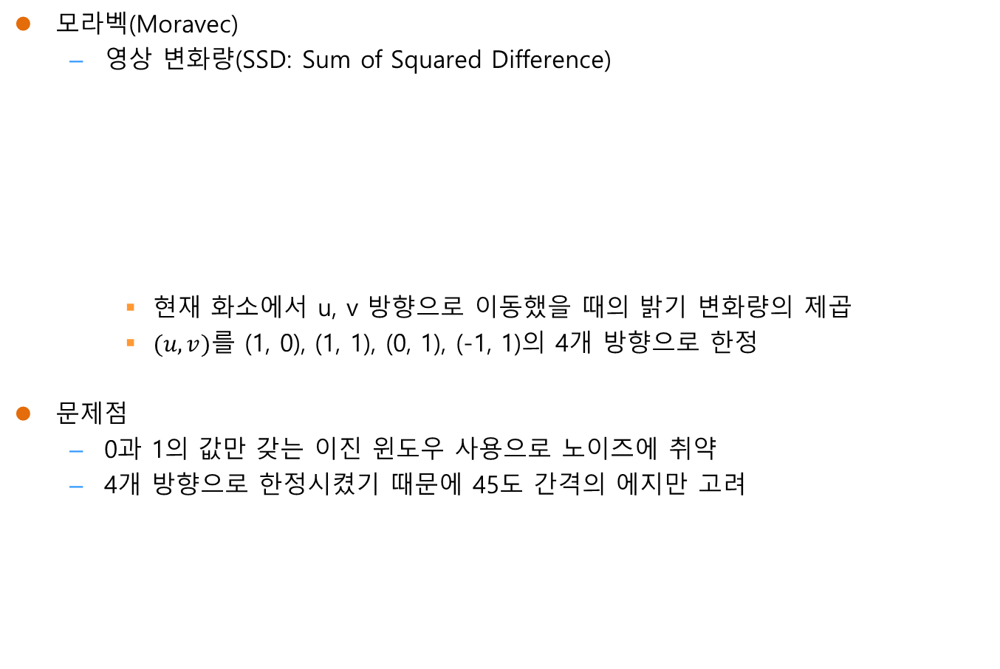 모라벡(Moravec)
영상 변화량(SSD: Sum of Squared Difference)
현재 화소에서 u, v 방향으로 이동했을 때의 밝기 변화량의 제곱
(u, v)를 (1, 0), (1, 1), (0, 1), (-1, 1)의 4개 방향으로 한정
문제점
0과 1의 값만 갖는 이진 윈도우 사용으로 노이즈에 취약
4개 방향으로 한정시켰기 때문에 45도 간격의 에지만 고려